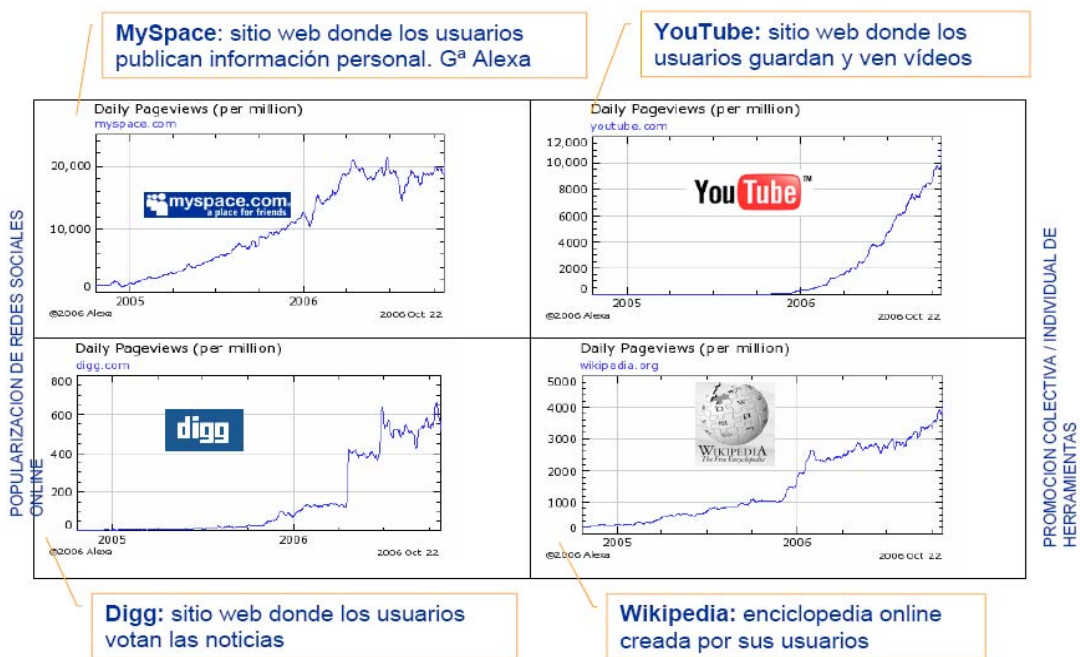 MySpace: sitio web donde los usuarios
publican información personal. Gª Alexa
YouTube: sitio web donde los
usuarios guardan y ven vídeos
POPULARIZACION DE REDES SOCIALES
ONLINE
Daily Pageviews (per million)
myspace.com
20,000
10,000
0
myspace.com
a place for friends
2005
2006
©2006 Alexa
2006 Oct 22
Daily Pageviews (per million)
youtube.com
12,000
10,000
8000
6000
4000
2000
0
YouTube™
2005
2006
©2006 Alexa
2006 Oct 22
Daily Pageviews (per million)
digg.com
800
600
400
200
0
digg
2005
2006
©2006 Alexa
2006 Oct 22
Daily Pageviews (per million)
wikipedia.org
5000
4000
3000
2000
1000
0
WIKIPEDIA
The Free Encyclopedia
2005
2006
©2006 Alexa
2006 Oct 22
PROMOCION COLECTIVA / INDIVIDUAL DE
HERRAMIENTAS
Digg: sitio web donde los usuarios
votan las noticias
Wikipedia: enciclopedia online
creada por sus usuarios